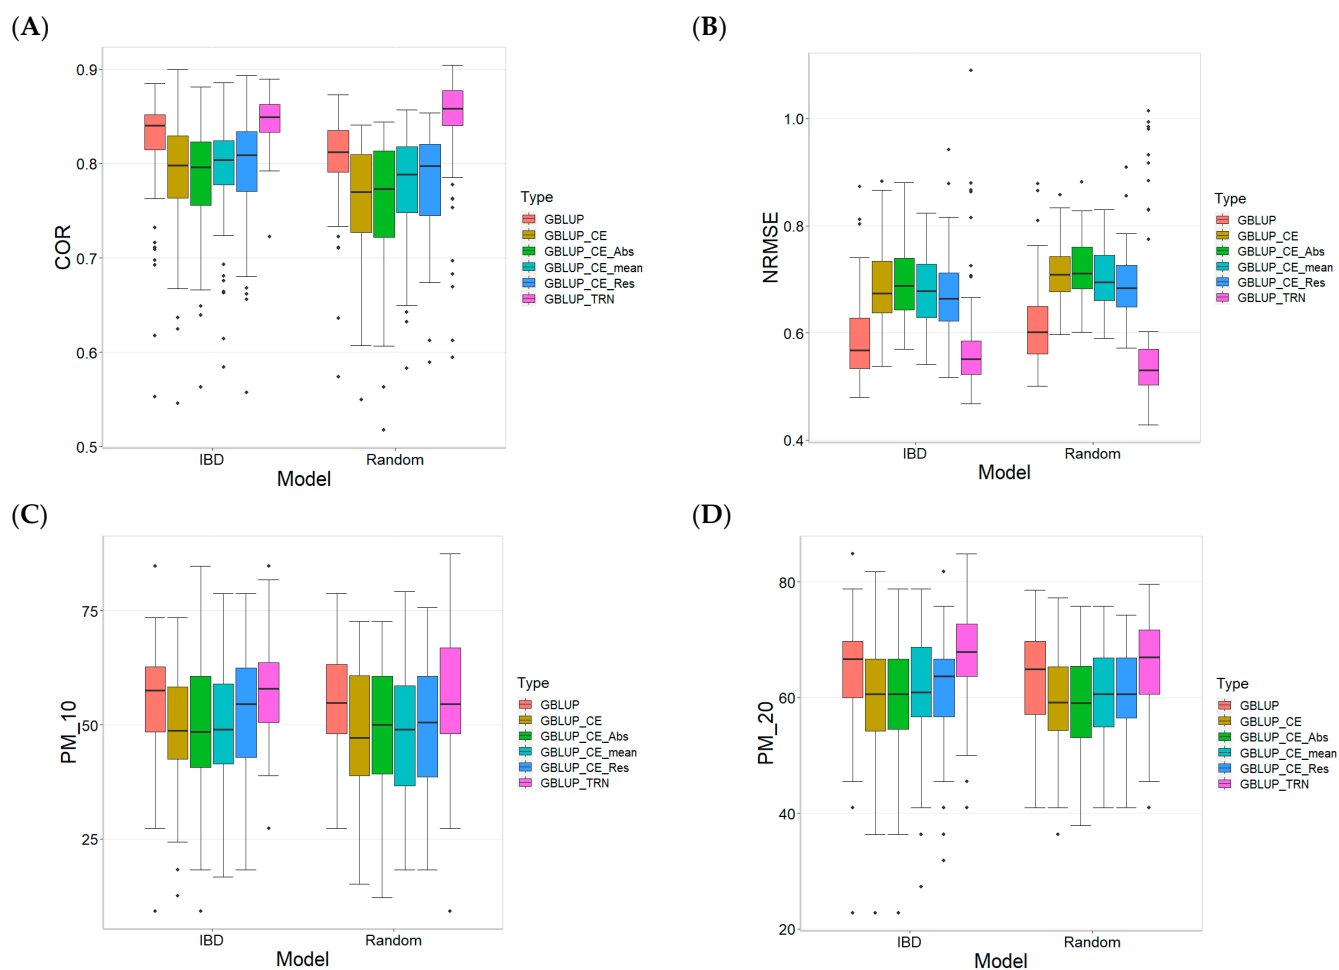 (A)
0.9
0.8
0.7
0.6
0.5
COR
IBD
Random
Model
Type
GBLUP
GBLUP_CE
GBLUP_CE_Abs
GBLUP_CE_mean
GBLUP_CE_Res
GBLUP_TRN
(B)
1.0
0.8
0.6
0.4
NRMSE
IBD
Random
Model
Type
GBLUP
GBLUP_CE
GBLUP_CE_Abs
GBLUP_CE_mean
GBLUP_CE_Res
GBLUP_TRN
(C)
75
50
25
PM_10
IBD
Random
Model
Type
GBLUP
GBLUP_CE
GBLUP_CE_Abs
GBLUP_CE_mean
GBLUP_CE_Res
GBLUP_TRN
(D)
80
60
40
20
PM_20
IBD
Random
Model
Type
GBLUP
GBLUP_CE
GBLUP_CE_Abs
GBLUP_CE_mean
GBLUP_CE_Res
GBLUP_TRN